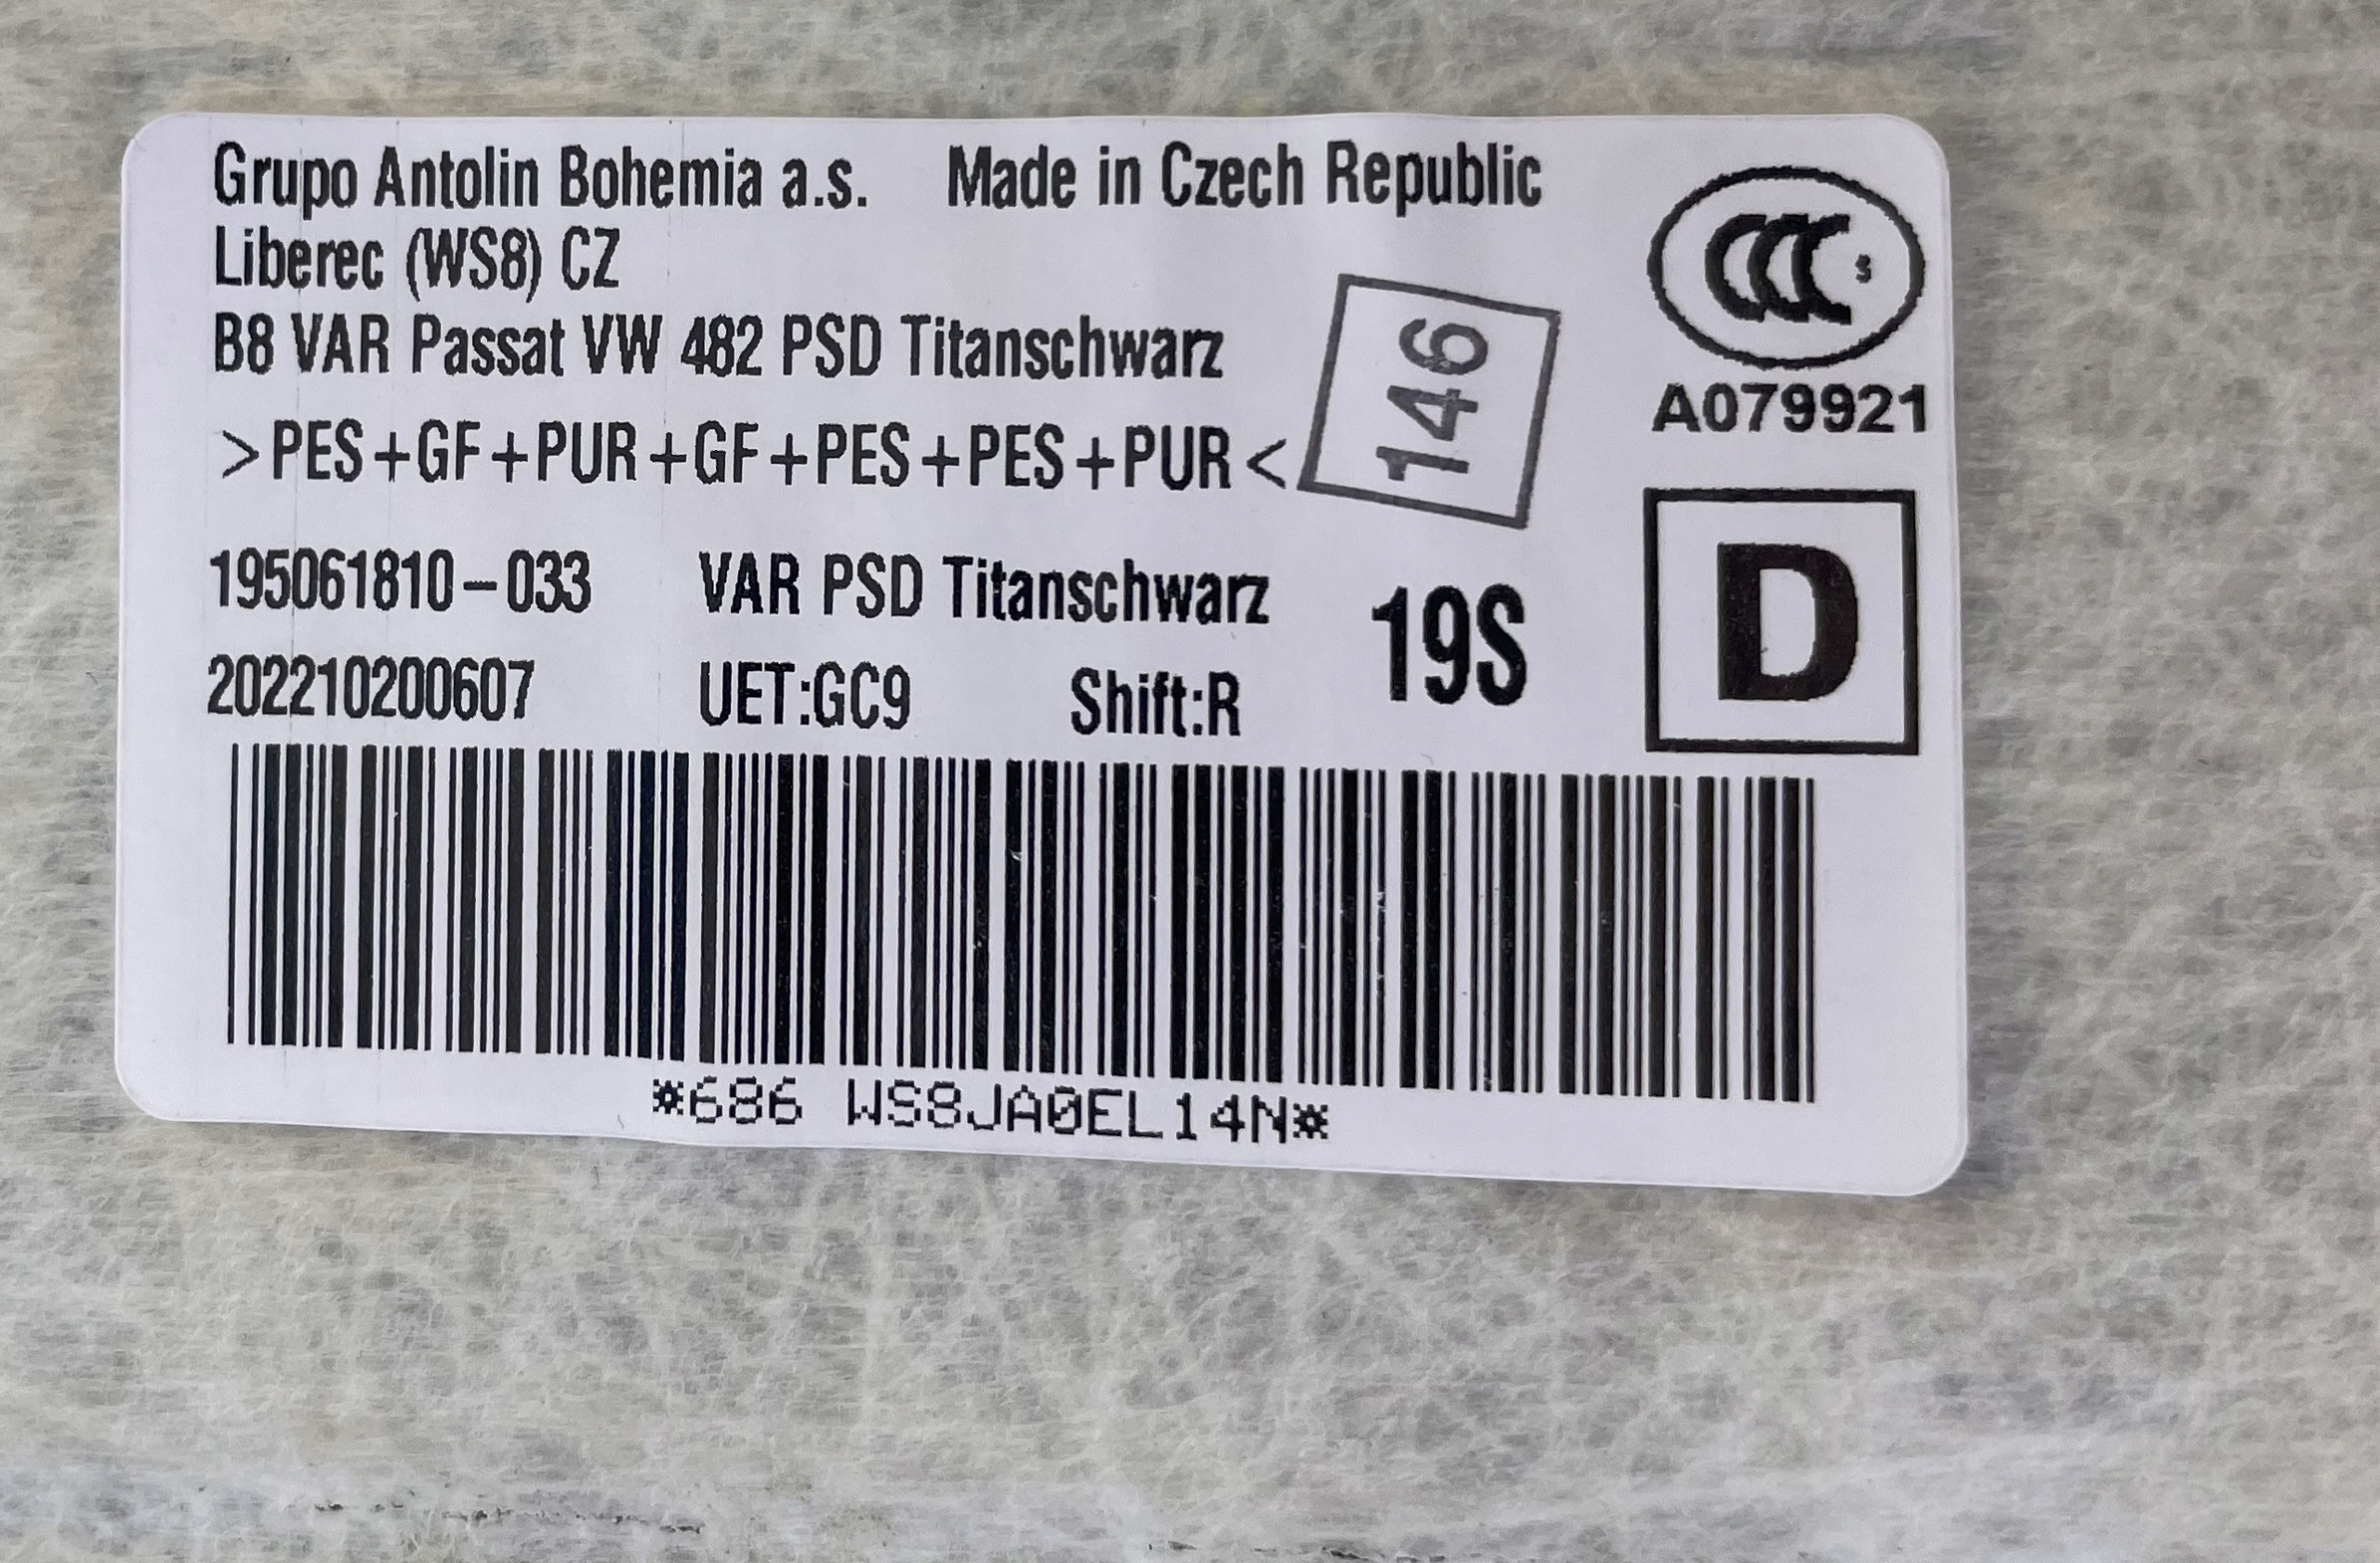 Grupo Antolin Bohemia a.s. Made in Czech Republic
Liberec (WS8) CZ
B8 VAR Passat VW 482 PSD Titanschwarz
>PES+GF+PUR+GF+PES+PES+PUR<
146
CCC S
A079921
195061810-033 VAR PSD Titanschwarz
19S
D
202210200607 UET:GC9 Shift:R
*686 WS8JA0EL14N*